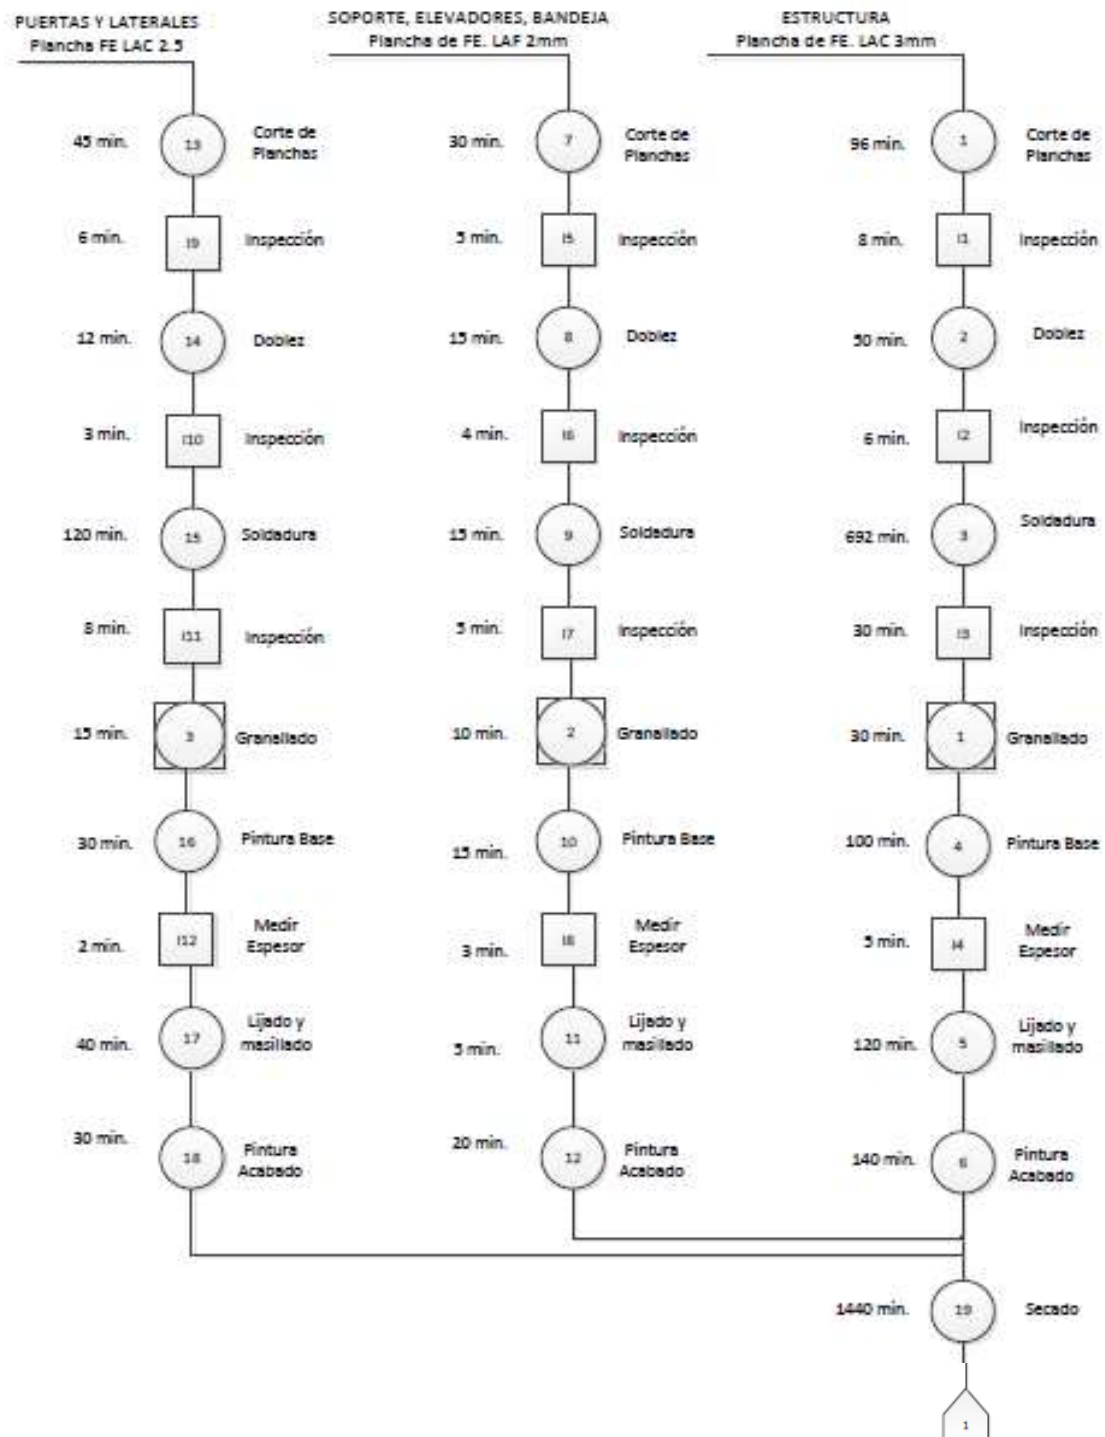 PUERTAS Y LATERALES
Plancha FE LAC 2.5
SOPORTE, ELEVADORES, BANDEJA
Plancha de FE. LAF 2mm
ESTRUCTURA
Plancha de FE. LAC 3mm
45 min.
13
Corte de
Planchas
30 min.
7
Corte de
Planchas
96 min.
1
Corte de
Planchas
6 min.
I9
Inspección
5 min.
I5
Inspección
8 min.
I1
Inspección
12 min.
14
Doblez
15 min.
8
Doblez
50 min.
2
Doblez
3 min.
I10
Inspección
4 min.
I6
Inspección
6 min.
I2
Inspección
120 min.
15
Soldadura
15 min.
9
Soldadura
692 min.
3
Soldadura
8 min.
I11
Inspección
5 min.
I7
Inspección
30 min.
I3
Inspección
15 min.
3
Granallado
10 min.
2
Granallado
30 min.
1
Granallado
30 min.
16
Pintura Base
15 min.
10
Pintura Base
100 min.
4
Pintura Base
2 min.
I12
Medir
Espesor
3 min.
I8
Medir
Espesor
5 min.
I4
Medir
Espesor
40 min.
17
Lijado y
masillado
5 min.
11
Lijado y
masillado
120 min.
5
Lijado y
masillado
30 min.
18
Pintura
Acabado
20 min.
12
Pintura
Acabado
140 min.
6
Pintura
Acabado
1440 min.
19
Secado
1